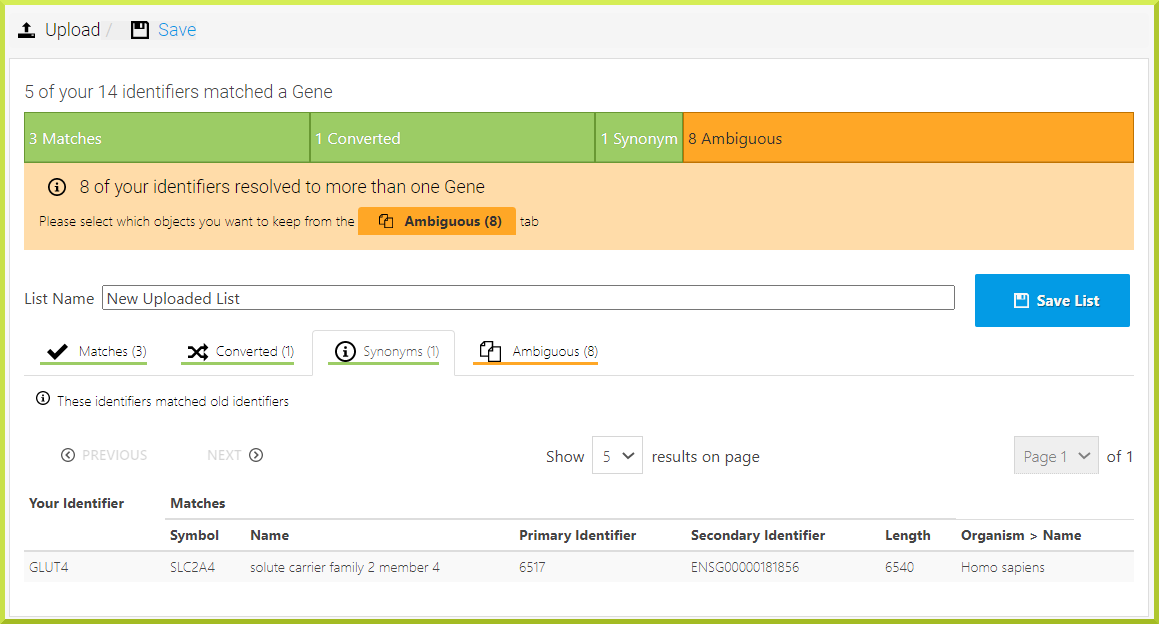 Upload / Save
5 of your 14 identifiers matched a Gene
3 Matches 1 Converted 1 Synonym 8 Ambiguous
8 of your identifiers resolved to more than one Gene
Please select which objects you want to keep from the Ambiguous (8) tab
List Name New Uploaded List Save List
Matches (3) Converted (1) Synonyms (1) Ambiguous (8)
These identifiers matched old identifiers
PREVIOUS NEXT Show 5 results on page Page 1 of 1
Your Identifier Matches
Symbol Name Primary Identifier Secondary Identifier Length Organism > Name
GLUT4 SLC2A4 solute carrier family 2 member 4 6517 ENSG00000181856 6540 Homo sapiens